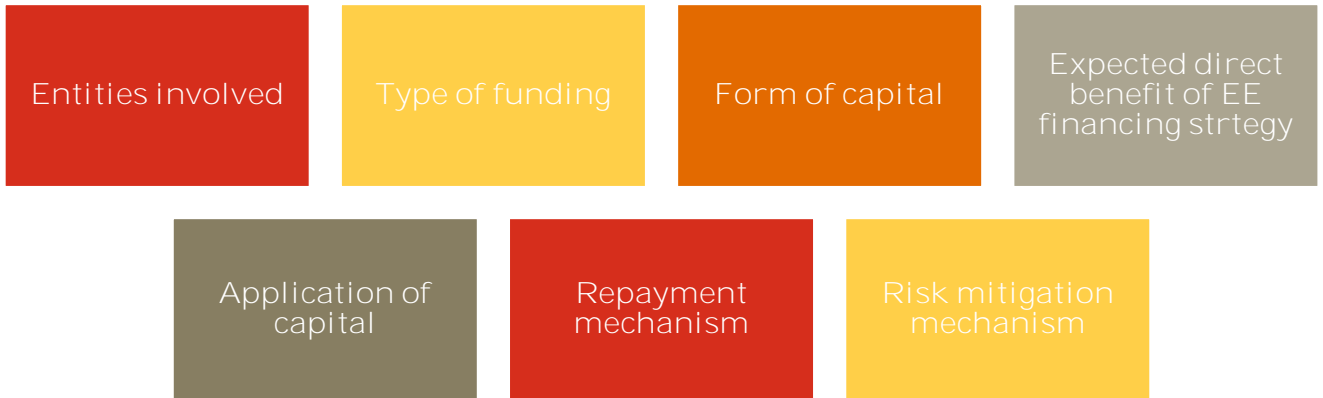 Entities involved
Type of funding
Form of capital
Expected direct
benefit of EE
financing strtegy
Application of
capital
Repayment
mechanism
Risk mitigation
mechanism